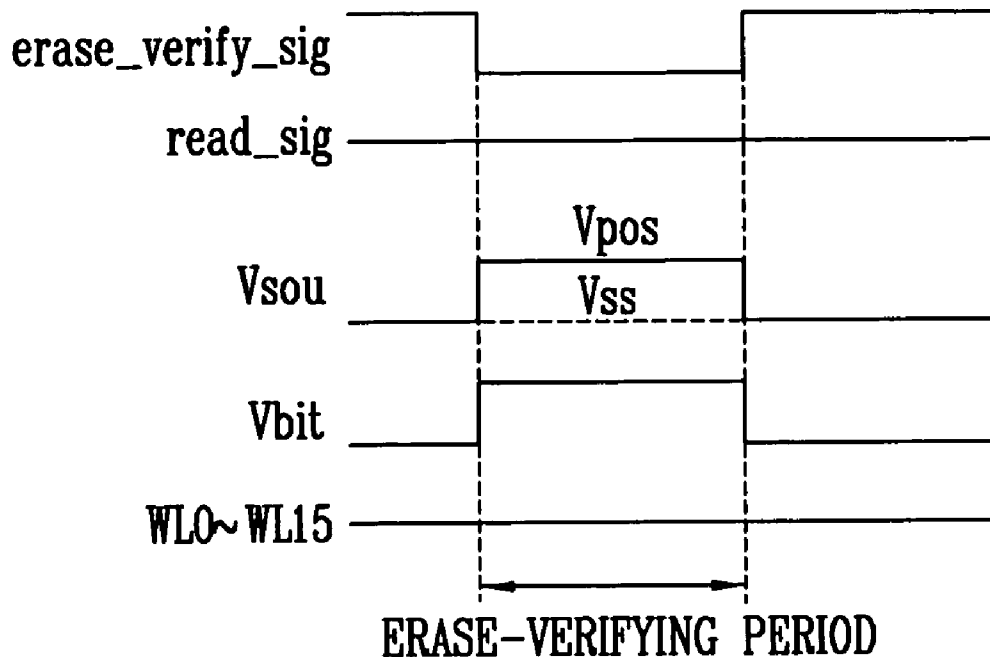 erase_verify_sig
read_sig
Vpos
Vsou
Vss
Vbit
WL0~WL15
ERASE-VERIFYING PERIOD